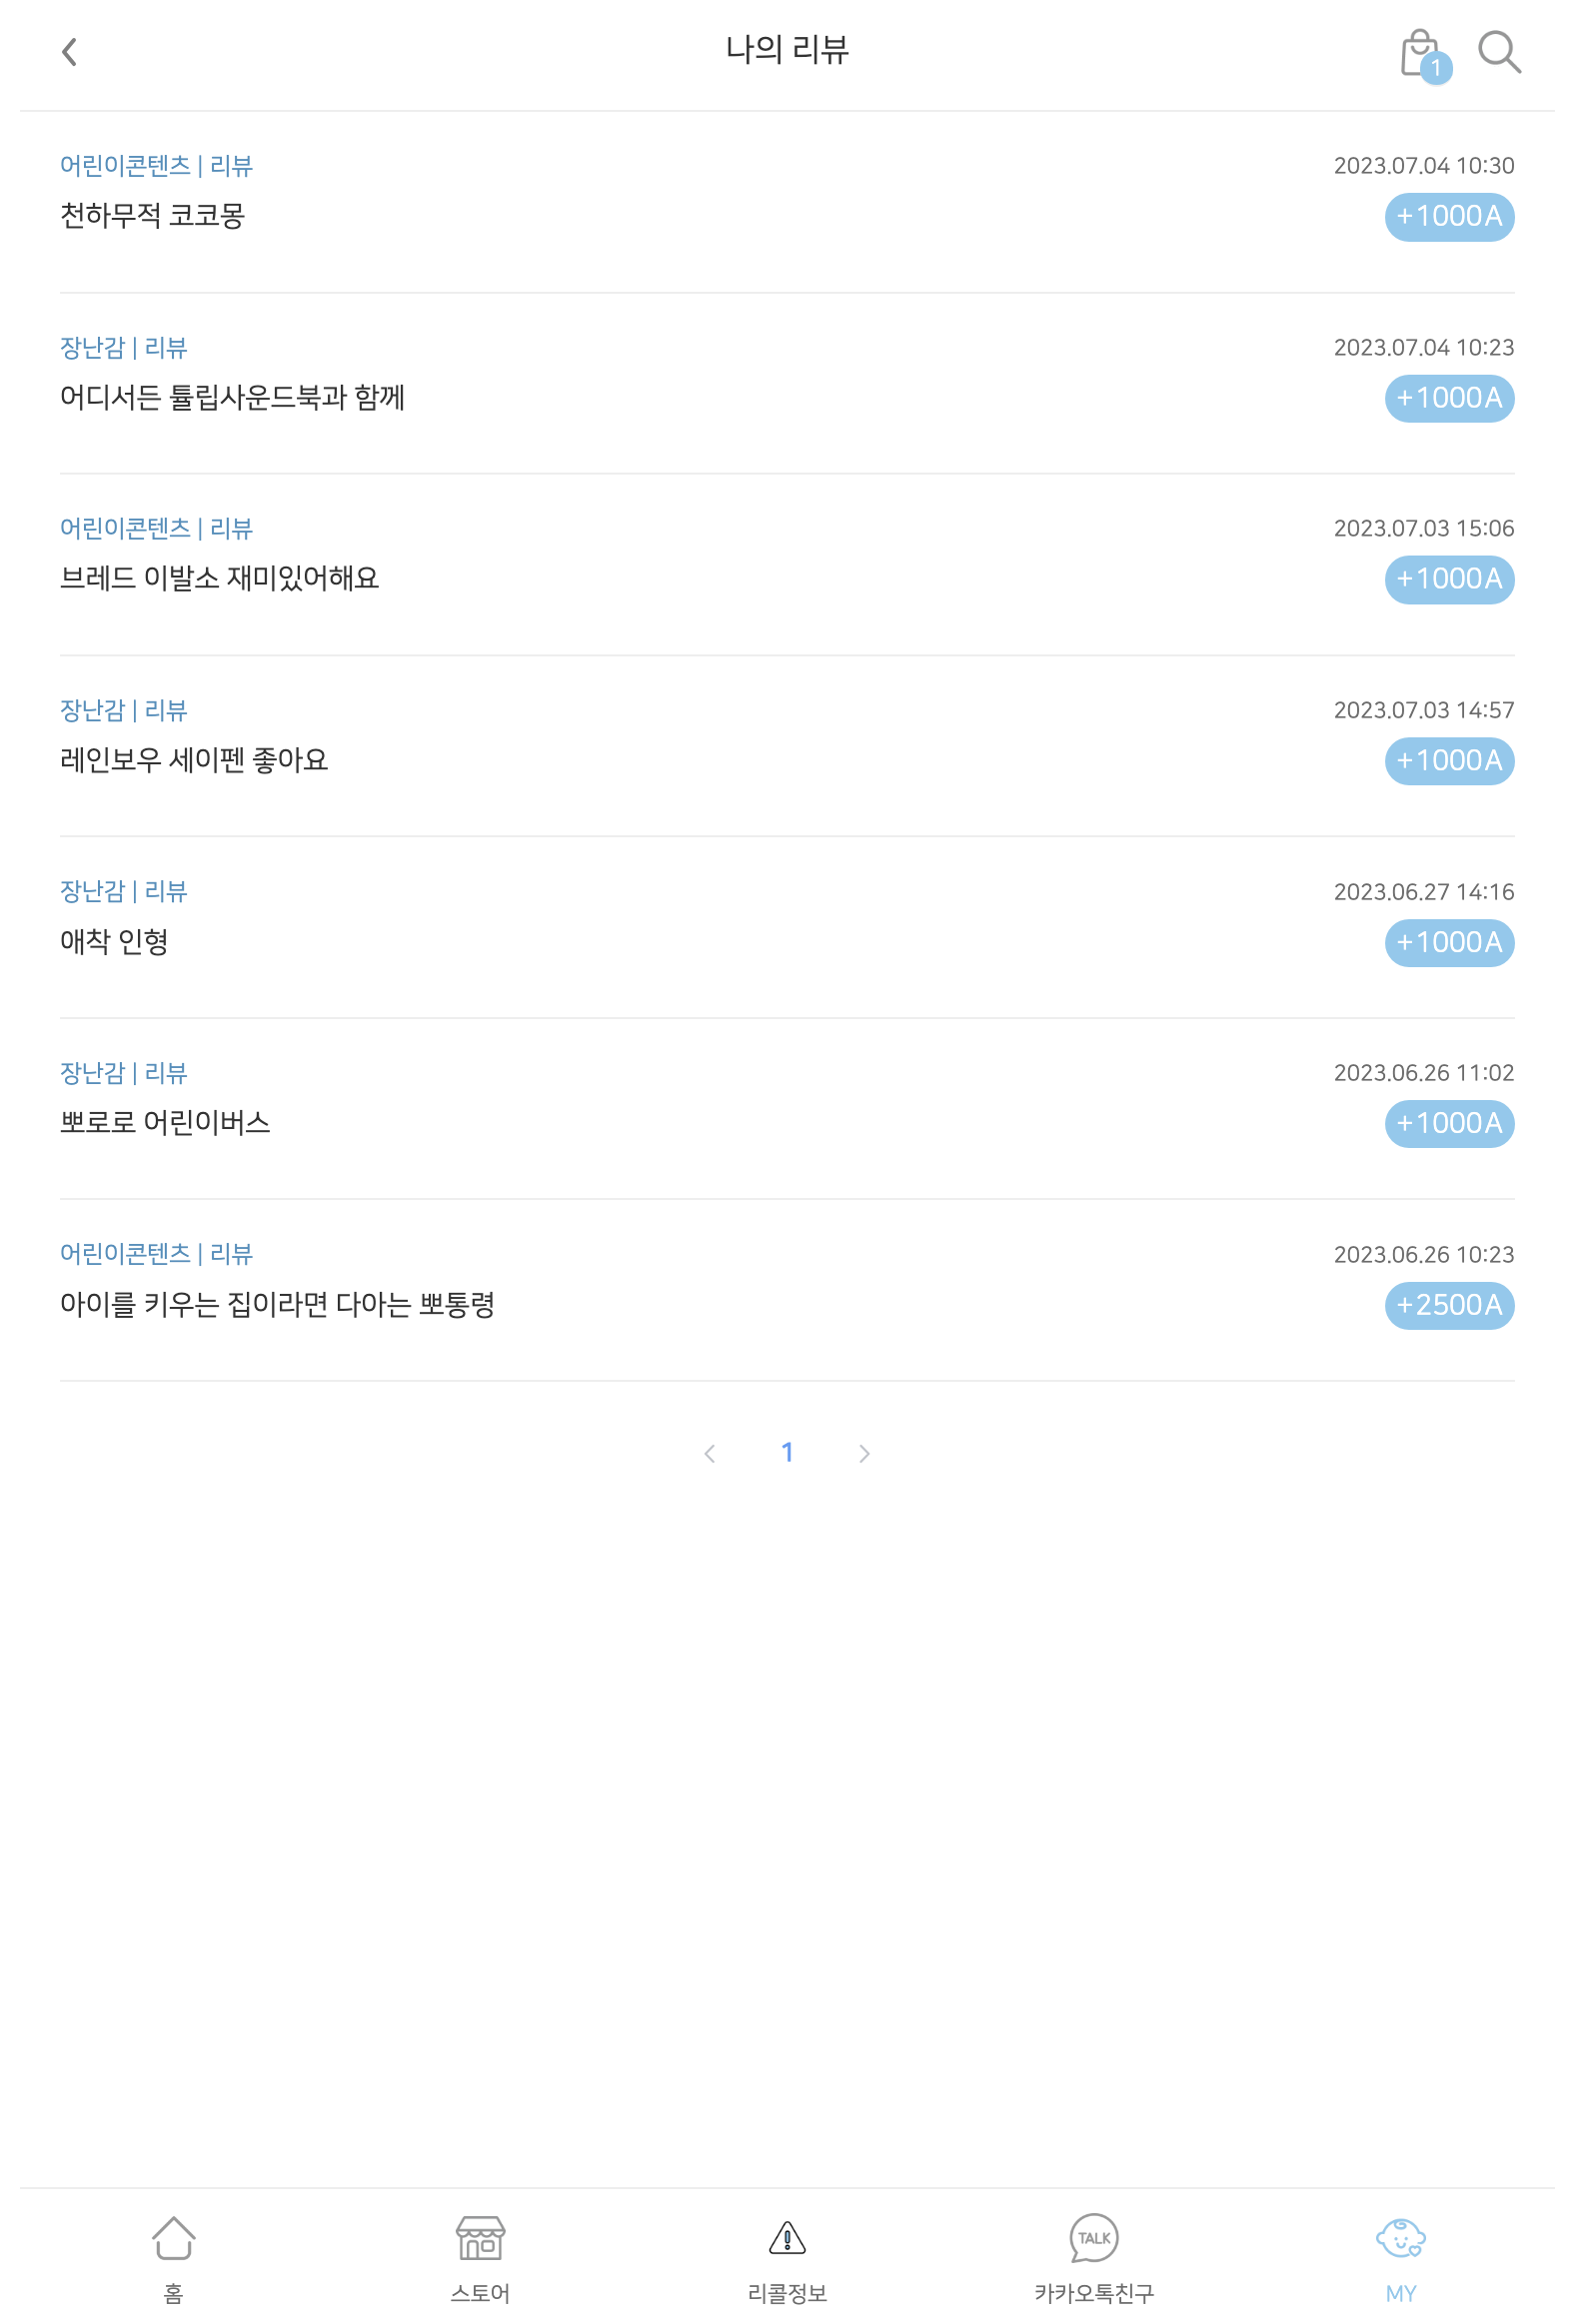 나의 리뷰
1
어린이콘텐츠 | 리뷰
2023.07.04 10:30
천하무적 코코몽
+1000A
장난감 | 리뷰
2023.07.04 10:23
어디서든 튤립사운드북과 함께
+1000A
어린이콘텐츠 | 리뷰
2023.07.03 15:06
브레드 이발소 재미있어해요
+1000A
장난감 | 리뷰
2023.07.03 14:57
레인보우 세이펜 좋아요
+1000A
장난감 | 리뷰
2023.06.27 14:16
애착 인형
+1000A
장난감 | 리뷰
2023.06.26 11:02
뽀로로 어린이버스
+1000A
어린이콘텐츠 | 리뷰
2023.06.26 10:23
아이를 키우는 집이라면 다아는 뽀통령
+2500A
1
TALK
홈
스토어
리콜정보
카카오톡친구
MY